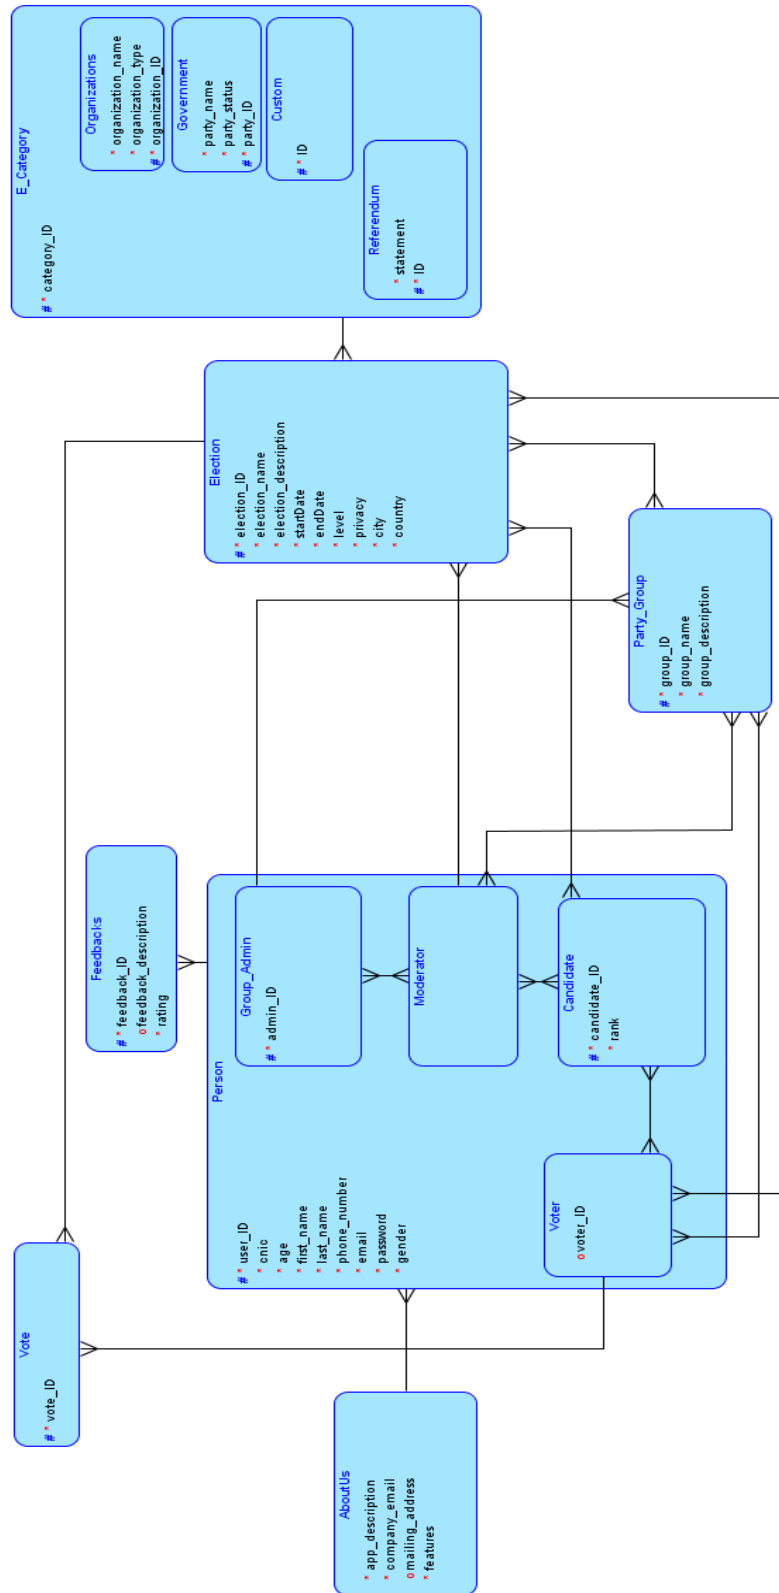 Vote
# * vote_ID
AboutUs
* app_description
* company_email
o mailing_address
* features
Feedbacks
# * feedback_ID
o feedback_description
* rating
Person
# * user_ID
* cnic
* age
* first_name
* last_name
* phone_number
* email
* password
* gender
Group_Admin
# * admin_ID
Moderator
Candidate
# * candidate_ID
* rank
Voter
o voter_ID
Election
# * election_ID
* election_name
* election_description
* startDate
* endDate
* level
* privacy
* city
* country
Party_Group
# * group_ID
* group_name
* group_description
E_Category
# * category_ID
Organizations
* organization_name
* organization_type
# * organization_ID
Government
* party_name
* party_status
# * party_ID
Custom
# * ID
Referendum
* statement
# * ID